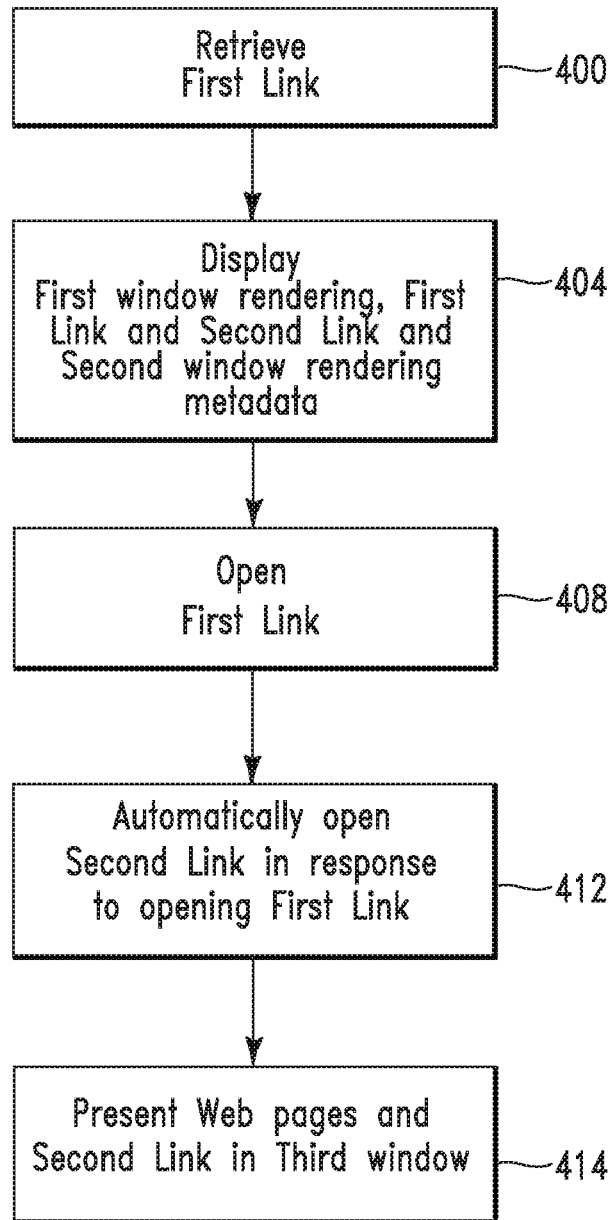 Retrieve
First Link
400
Display
First window rendering, First
Link and Second Link and
Second window rendering
metadata
404
Open
First Link
408
Automatically open
Second Link in response
to opening First Link
412
Present Web pages and
Second Link in Third window
414